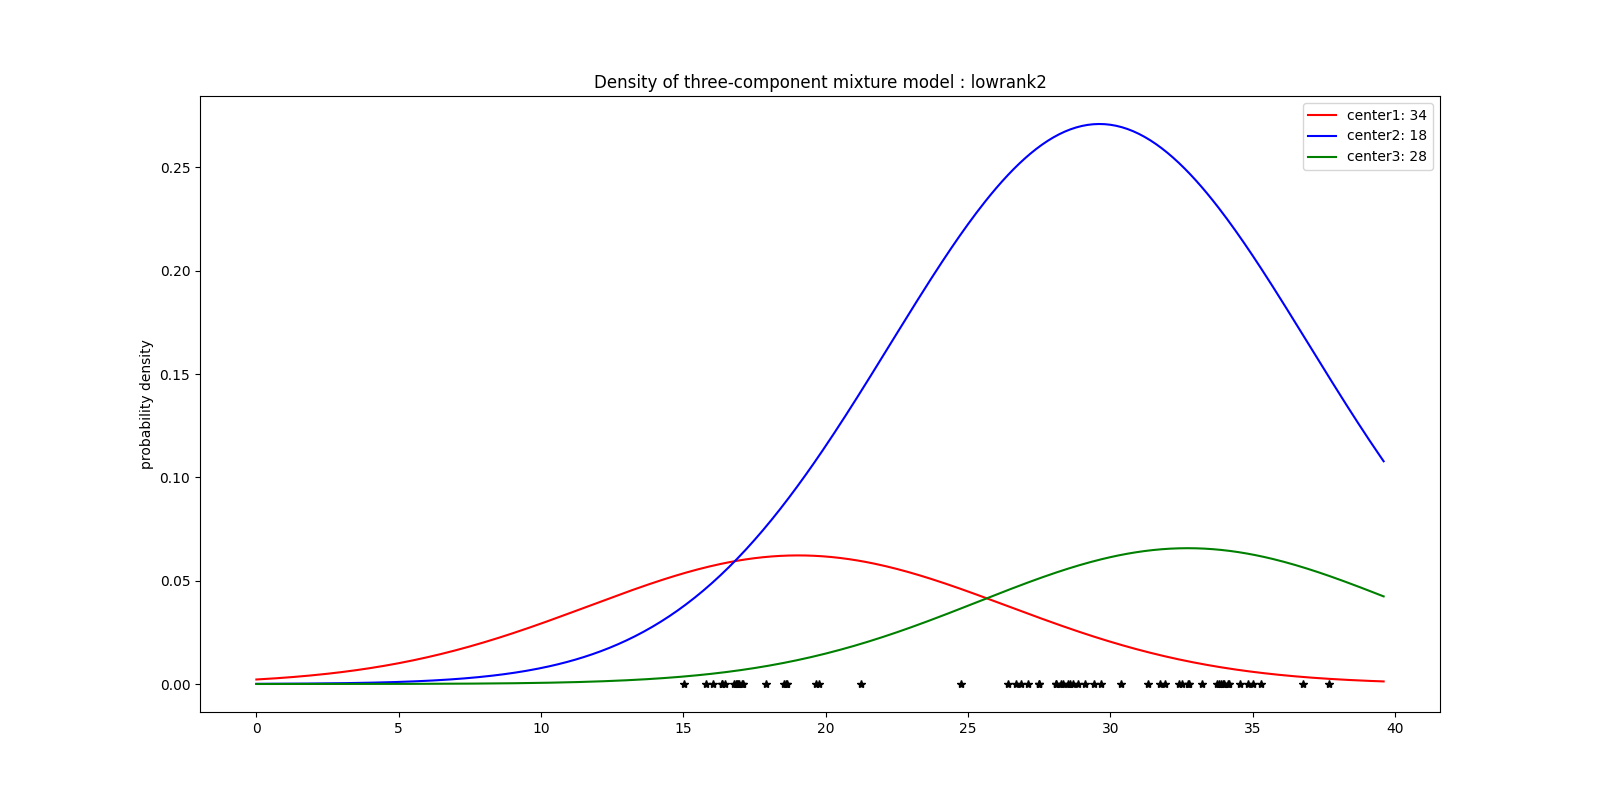 Density of three-component mixture model : lowrank2
center1: 34
center2: 18
center3: 28
probability density
0.25
0.20
0.15
0.10
0.05
0.00
0 5 10 15 20 25 30 35 40